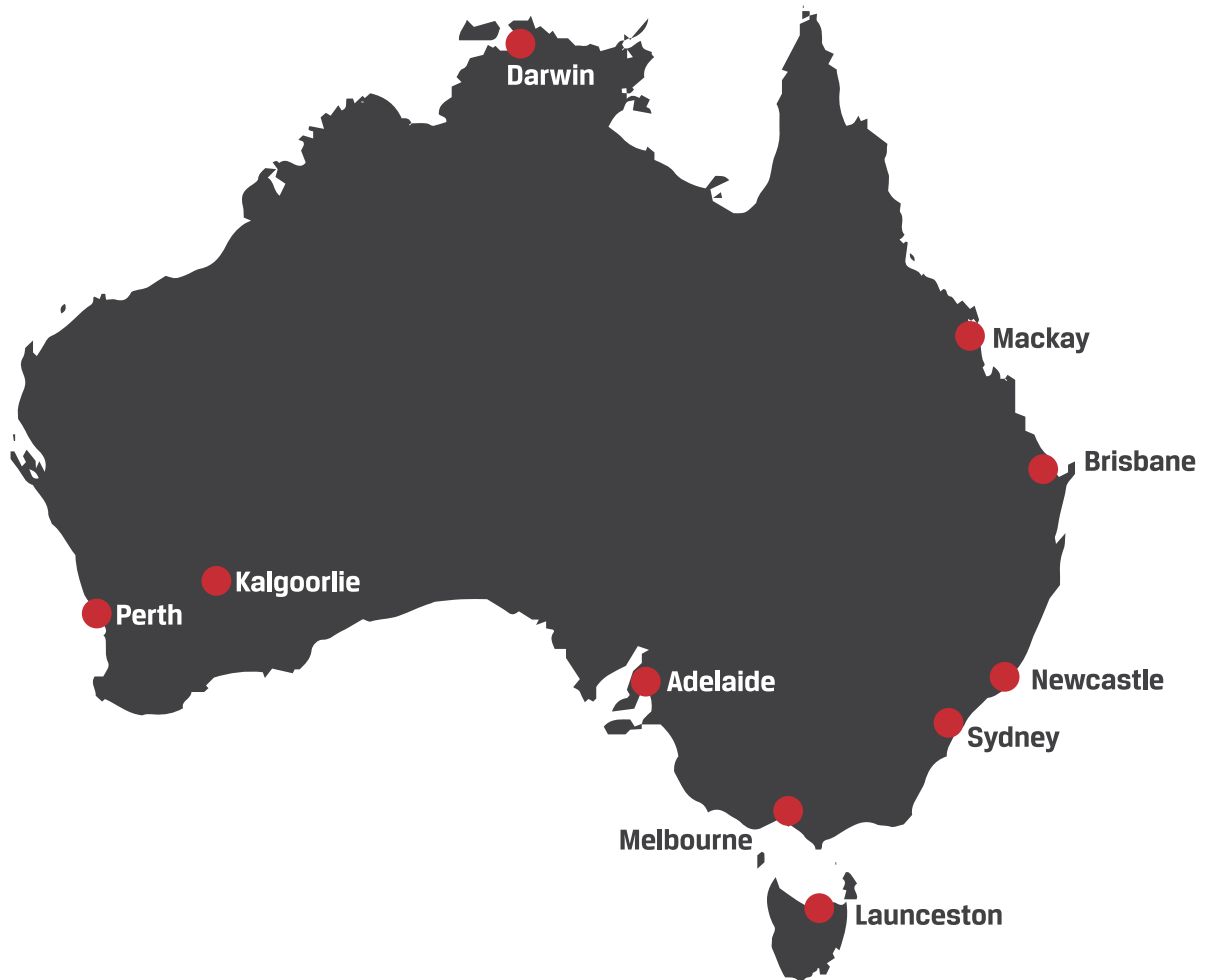 Darwin
Mackay
Brisbane
Kalgoorlie
Perth
Adelaide
Newcastle
Sydney
Melbourne
Launceston